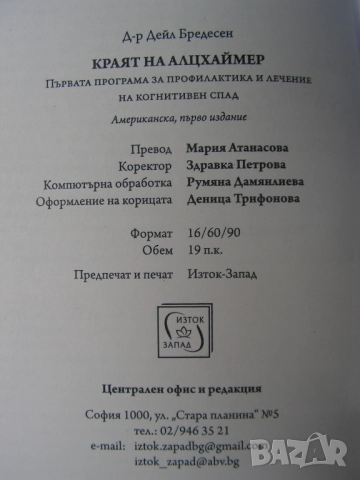 Д-р Дейл Бредесен
КРАЯТ НА АЛЦХАЙМЕР
Първата програма за профилактика и лечение
на когнитивен спад
Американска, първо издание
Превод Мария Атанасова
Коректор Здравка Петрова
Компютърна обработка Румяна Дамянлиева
Оформление на корицата Деница Трифонова
Формат 16/60/90
Обем 19 п.к.
Предпечат и печат Изток-Запад
ИЗТОК
ЗАПАД
Централен офис и редакция
София 1000, ул. „Стара планина" №5
тел.: 02/946 35 21
e-mail: iztok.zapadbg@gmail.com
iztok_zapad@abv.bg
bazar